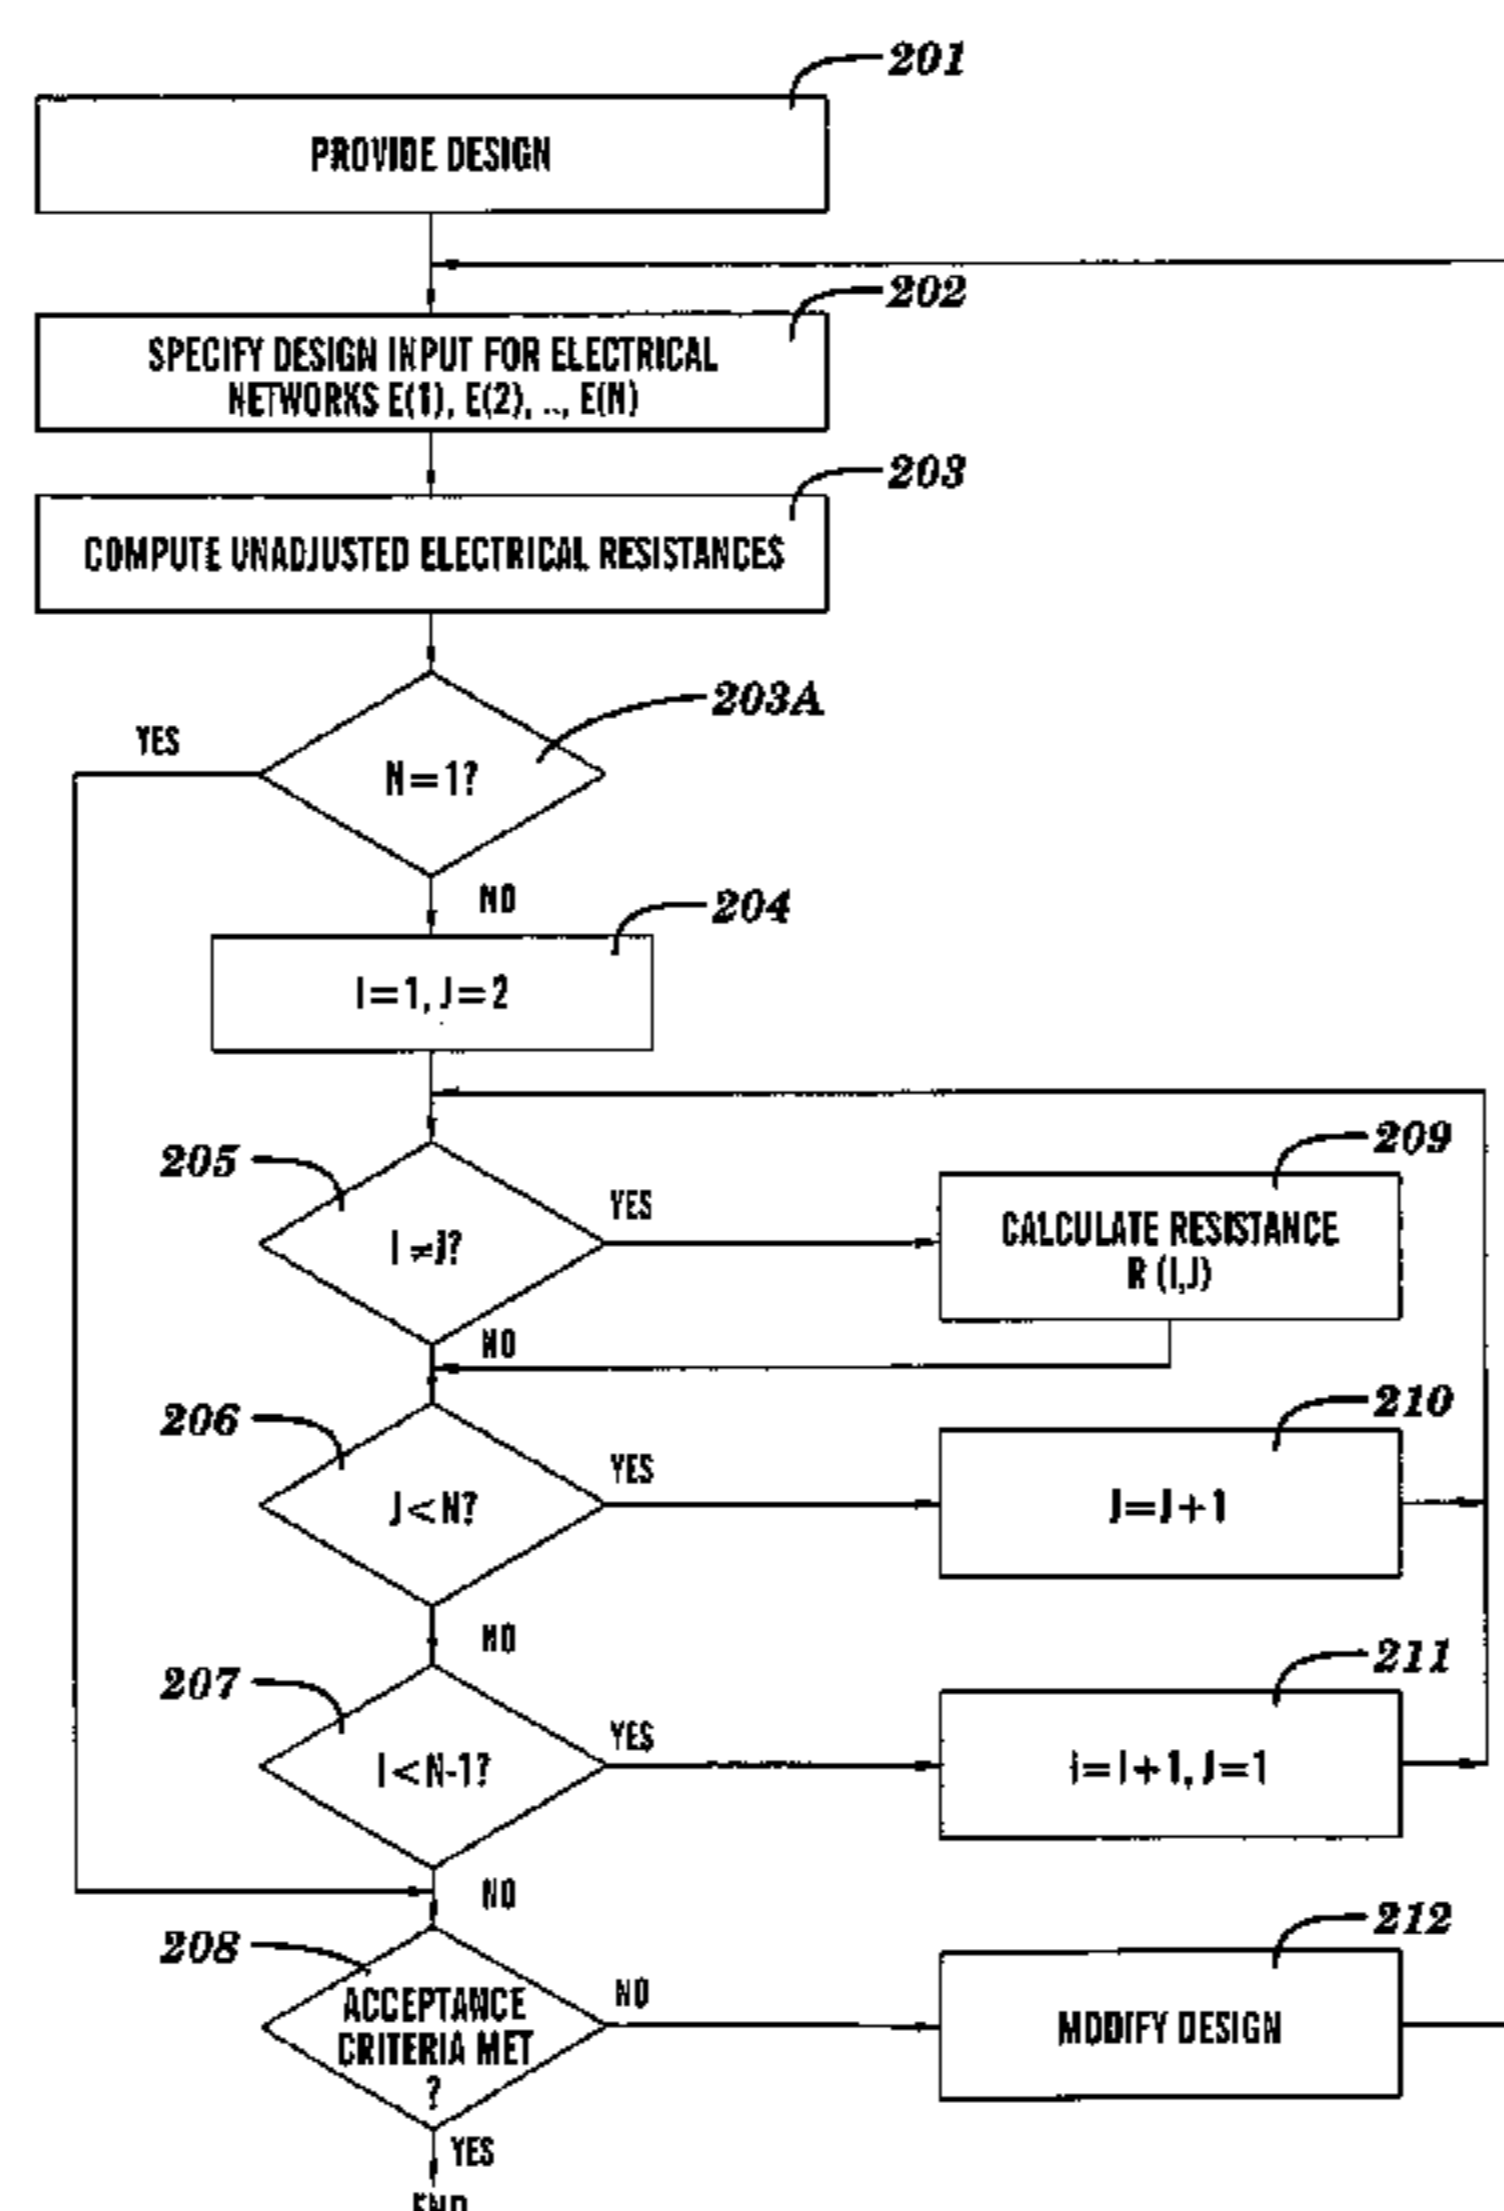 201
PROVIDE DESIGN
202
SPECIFY DESIGN INPUT FOR ELECTRICAL
NETWORKS E(1), E(2), .., E(N)
203
COMPUTE UNADJUSTED ELECTRICAL RESISTANCES
203A
YES
N=1?
NO
204
I=1, J=2
205
I ≠J?
YES
209
CALCULATE RESISTANCE
R (I,J)
NO
206
J<N?
YES
210
J=J+1
NO
207
I<N-1?
YES
211
I=I+1, J=1
NO
208
ACCEPTANCE
CRITERIA MET
?
NO
212
MODIFY DESIGN
YES
END